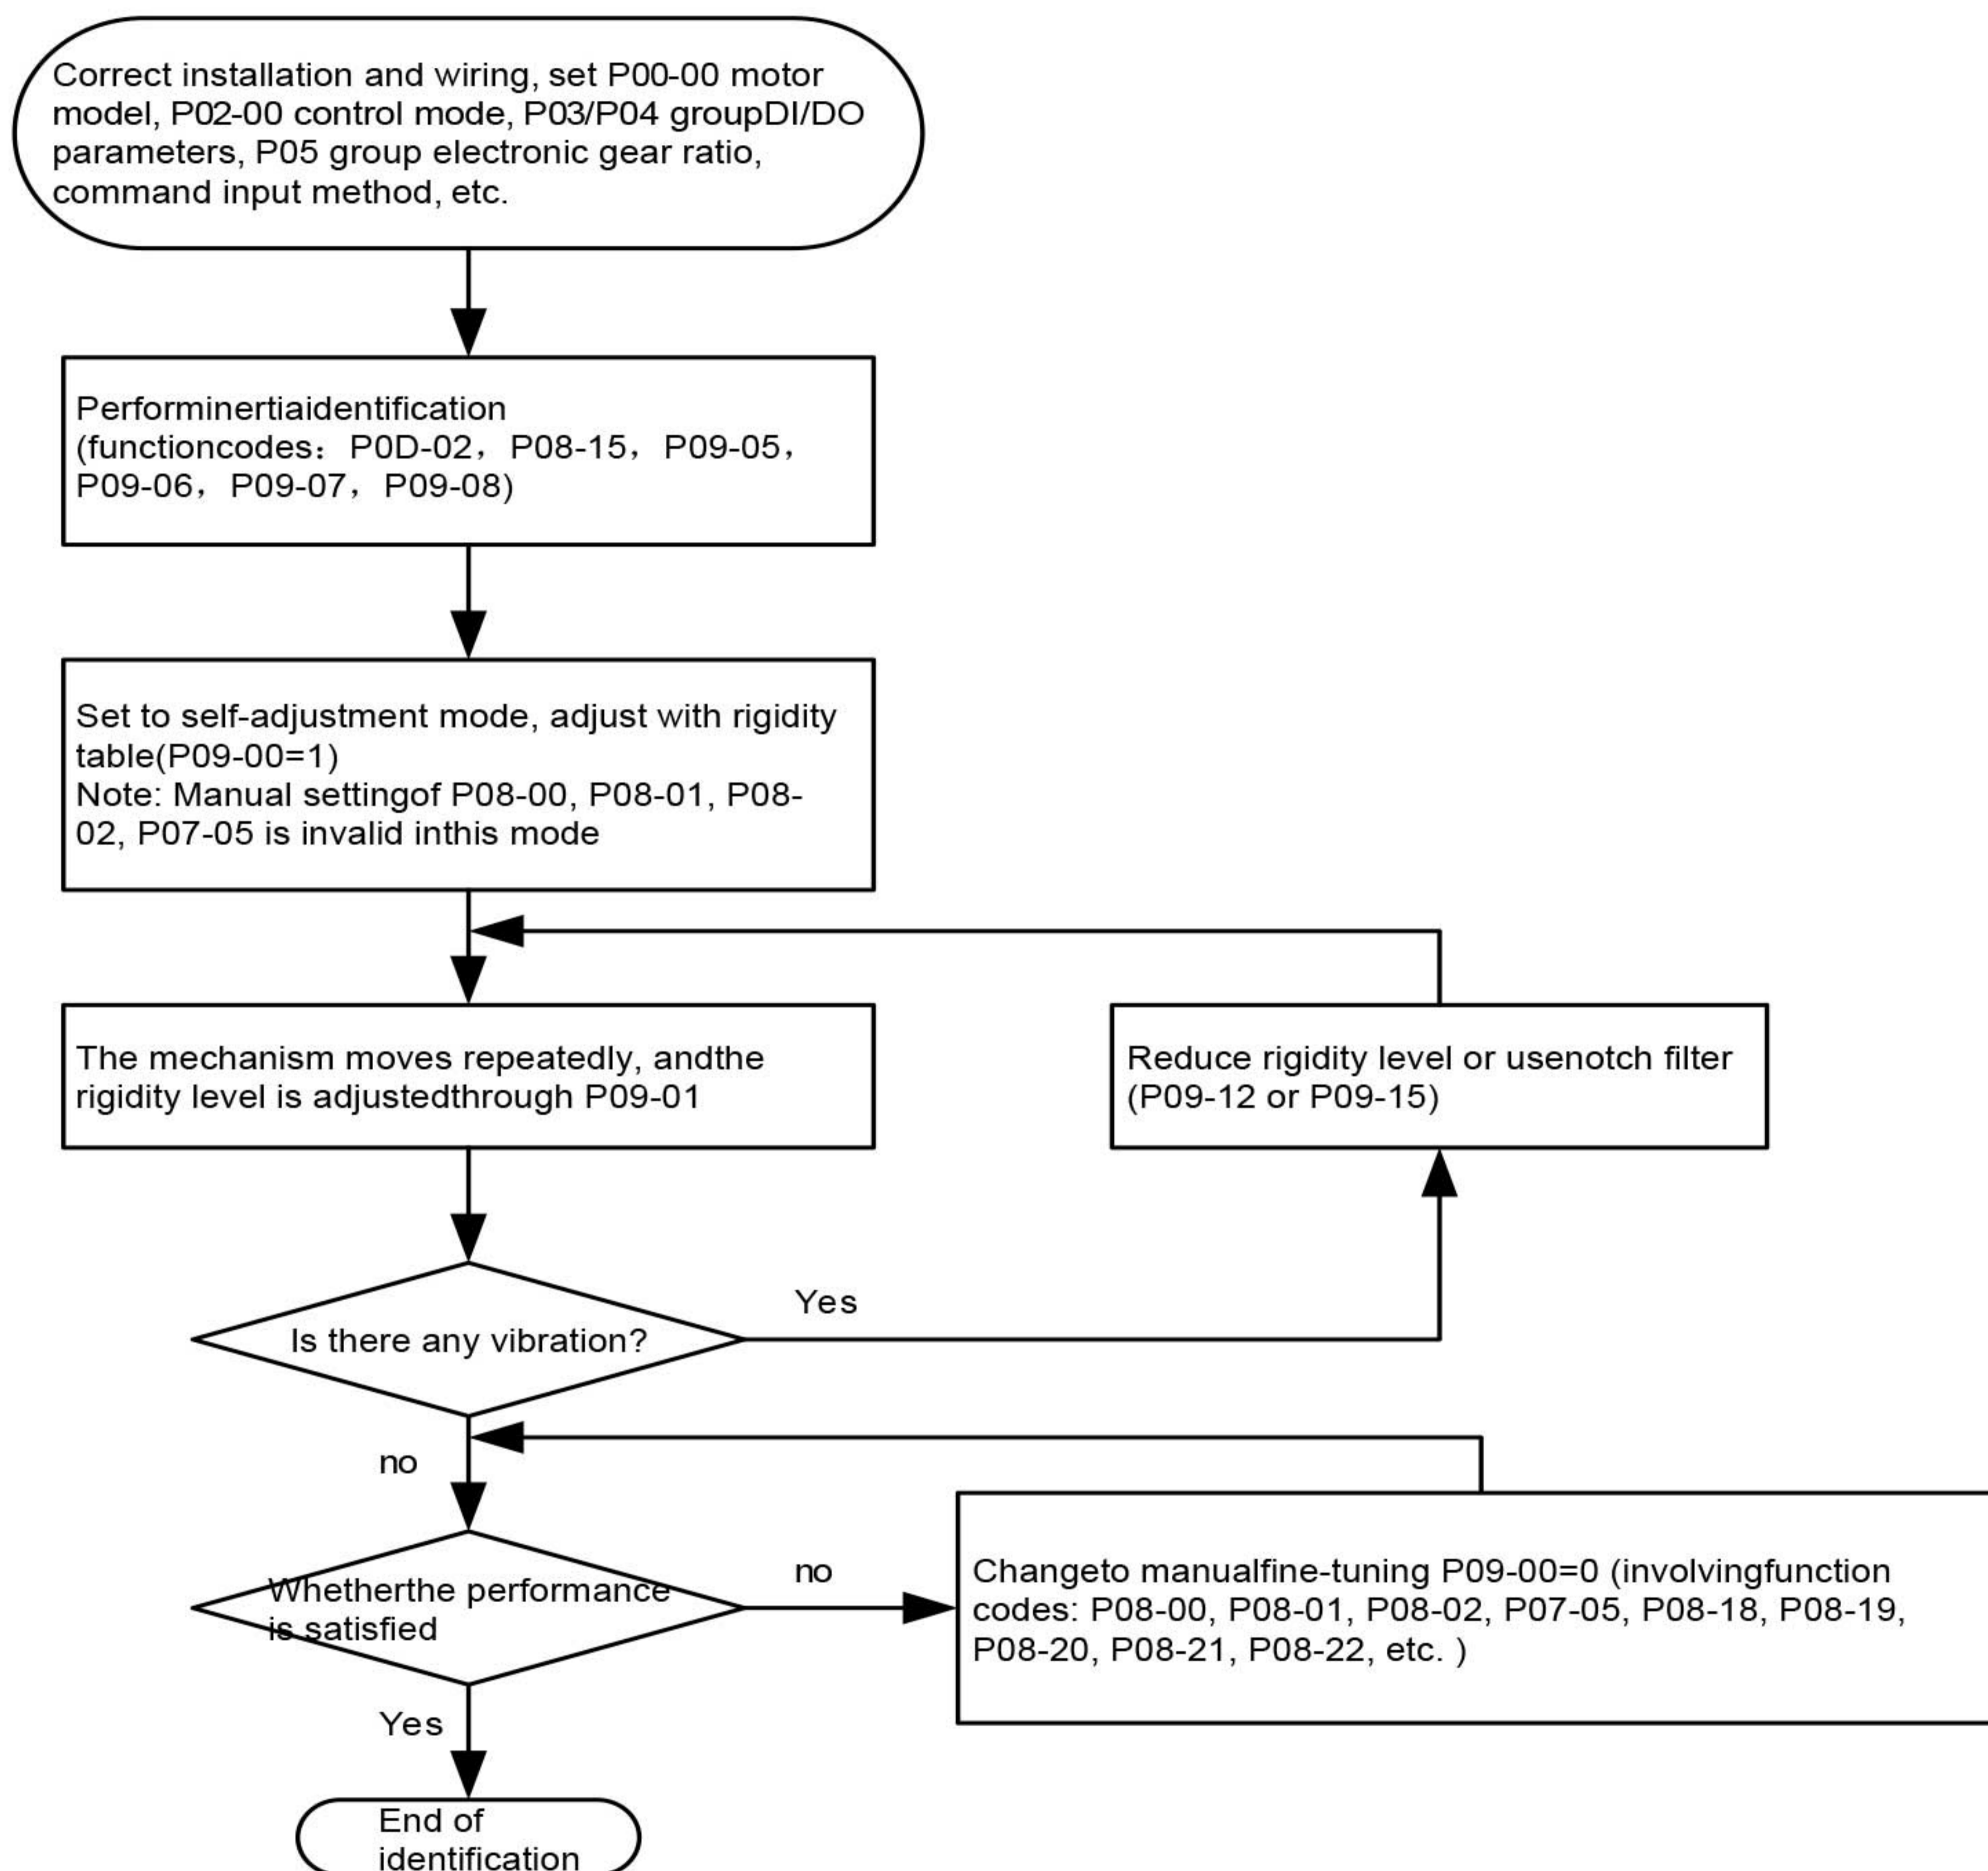 Correct installation and wiring, set P00-00 motor
model, P02-00 control mode, P03/P04 groupDI/DO
parameters, P05 group electronic gear ratio,
command input method, etc.
Performinertiaidentification
(functioncodes：P0D-02，P08-15，P09-05，
P09-06，P09-07，P09-08)
Set to self-adjustment mode, adjust with rigidity
table(P09-00=1)
Note: Manual settingof P08-00, P08-01, P08-
02, P07-05 is invalid inthis mode
The mechanism moves repeatedly, andthe
rigidity level is adjustedthrough P09-01
Reduce rigidity level or usenotch filter
(P09-12 or P09-15)
Yes
Is there any vibration?
no
Whetherthe performance
is satisfied
no
Changeto manualfine-tuning P09-00=0 (involvingfunction
codes: P08-00, P08-01, P08-02, P07-05, P08-18, P08-19,
P08-20, P08-21, P08-22, etc. )
Yes
End of
identification